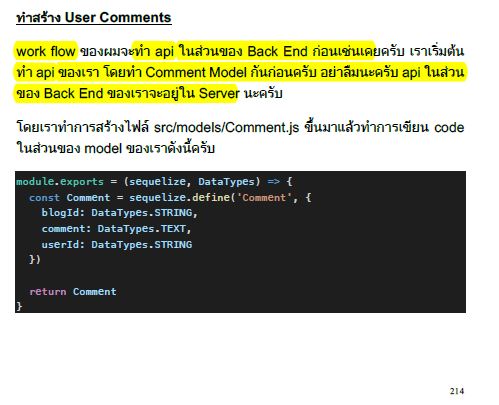 ทำสร้าง User Comments
work flow ของผมจะทำ api ในส่วนของ Back End ก่อนเช่นเคยครับ เราเริ่มต้น
ทำ api ของเรา โดยทำ Comment Model กันก่อนครับ อย่าลืมนะครับ api ในส่วน
ของ Back End ของเราจะอยู่ใน Server นะครับ
โดยเราทำการสร้างไฟล์ src/models/Comment.js ขึ้นมาแล้วทำการเขียน code
ในส่วนของ model ของเราดังนี้ครับ
module.exports = (sequelize, DataTypes) => {
  const Comment = sequelize.define('Comment', {
    blogId: DataTypes.STRING,
    comment: DataTypes.TEXT,
    userId: DataTypes.STRING
  })
  return Comment
}
214